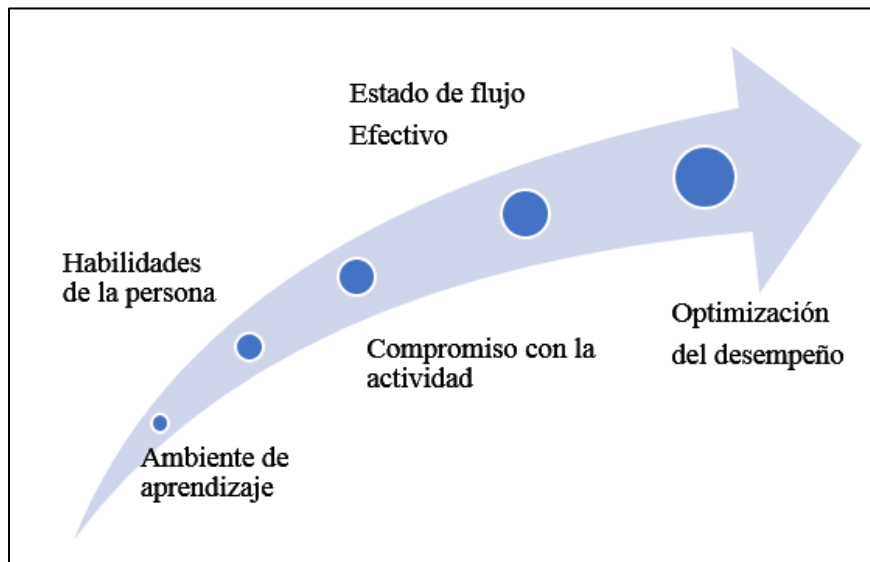 Estado de flujo
Efectivo
Habilidades
de la persona
Compromiso con la
actividad
Optimización
del desempeño
Ambiente de
aprendizaje